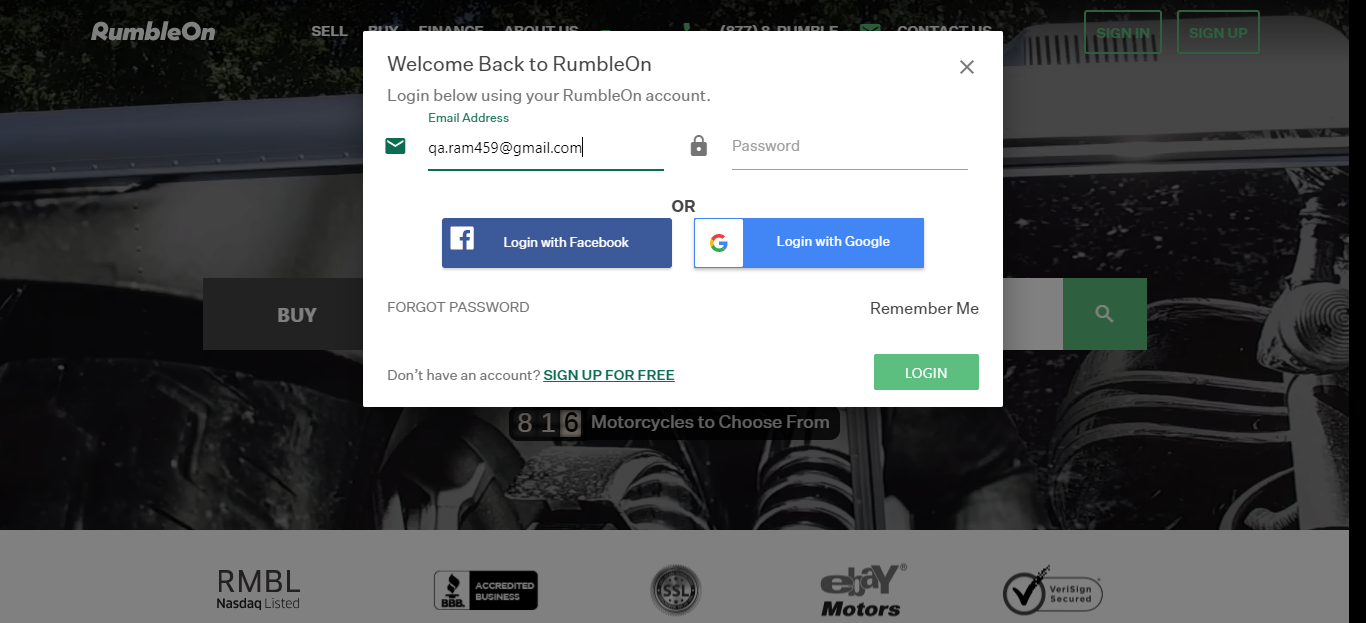 RumbleOn SELL BUY FINANCE ABOUT US (877) 8-RUMBLE CONTACT US SIGN IN SIGN UP
Welcome Back to RumbleOn
Login below using your RumbleOn account.
Email Address
qa.ram459@gmail.com Password
OR
Login with Facebook Login with Google
BUY
FORGOT PASSWORD Remember Me
Don't have an account? SIGN UP FOR FREE LOGIN
816 Motorcycles to Choose From
RMBL
Nasdaq Listed
BBB.
ACCREDITED
BUSINESS
SSL
ebay®
Motors
VeriSign
Secured